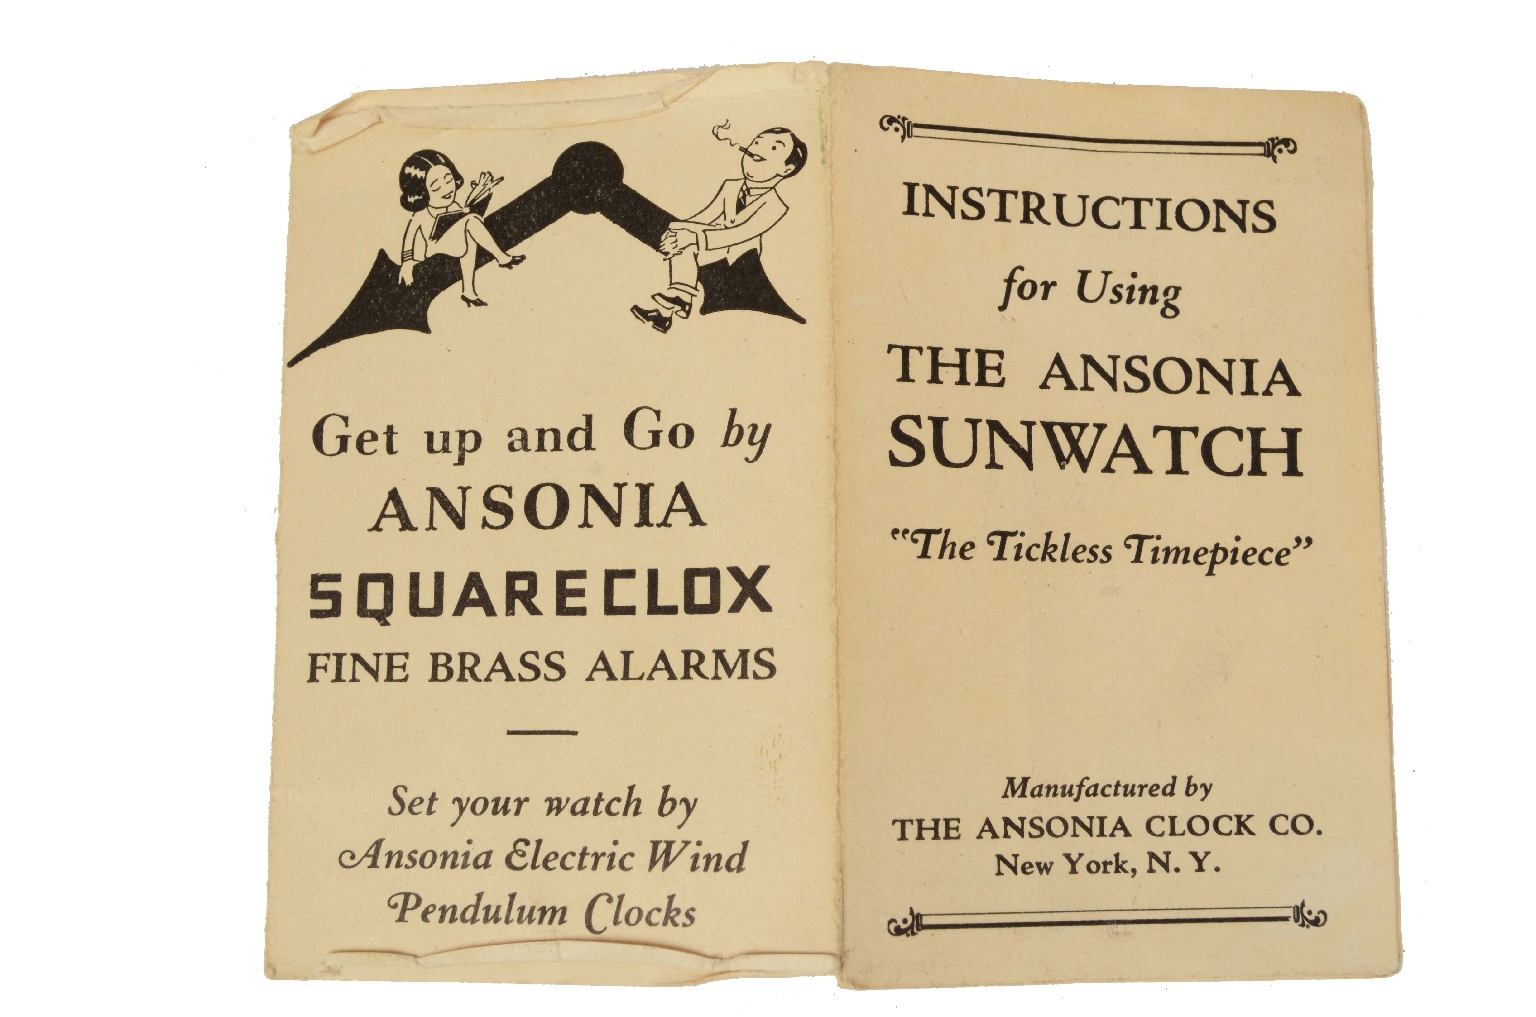 Get up and Go by
ANSONIA
SQUARECLOX
FINE BRASS ALARMS
Set your watch by
Ansonia Electric Wind
Pendulum Clocks
INSTRUCTIONS
for Using
THE ANSONIA
SUNWATCH
"The Tickless Timepiece"
Manufactured by
THE ANSONIA CLOCK CO.
New York, N. Y.